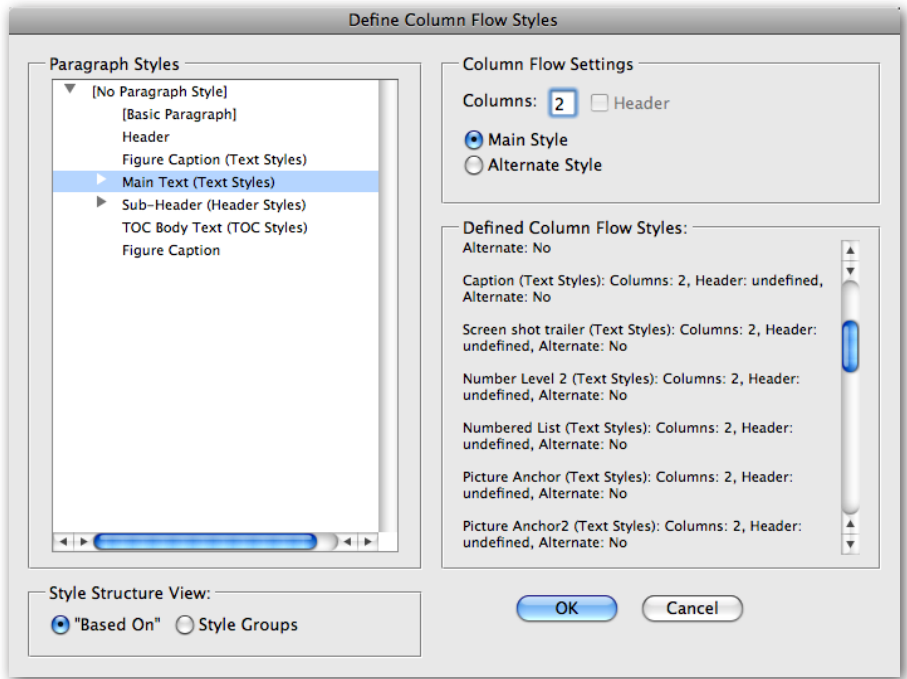 Define Column Flow Styles
Paragraph Styles
[No Paragraph Style]
[Basic Paragraph]
Header
Figure Caption (Text Styles)
Main Text (Text Styles)
Sub-Header (Header Styles)
TOC Body Text (TOC Styles)
Figure Caption
Style Structure View:
"Based On" Style Groups
Column Flow Settings
Columns: 2 Header
Main Style
Alternate Style
Defined Column Flow Styles:
Alternate: No
Caption (Text Styles): Columns: 2, Header: undefined,
Alternate: No
Screen shot trailer (Text Styles): Columns: 2, Header:
undefined, Alternate: No
Number Level 2 (Text Styles): Columns: 2, Header:
undefined, Alternate: No
Numbered List (Text Styles): Columns: 2, Header:
undefined, Alternate: No
Picture Anchor (Text Styles): Columns: 2, Header:
undefined, Alternate: No
Picture Anchor2 (Text Styles): Columns: 2, Header:
undefined, Alternate: No
OK Cancel